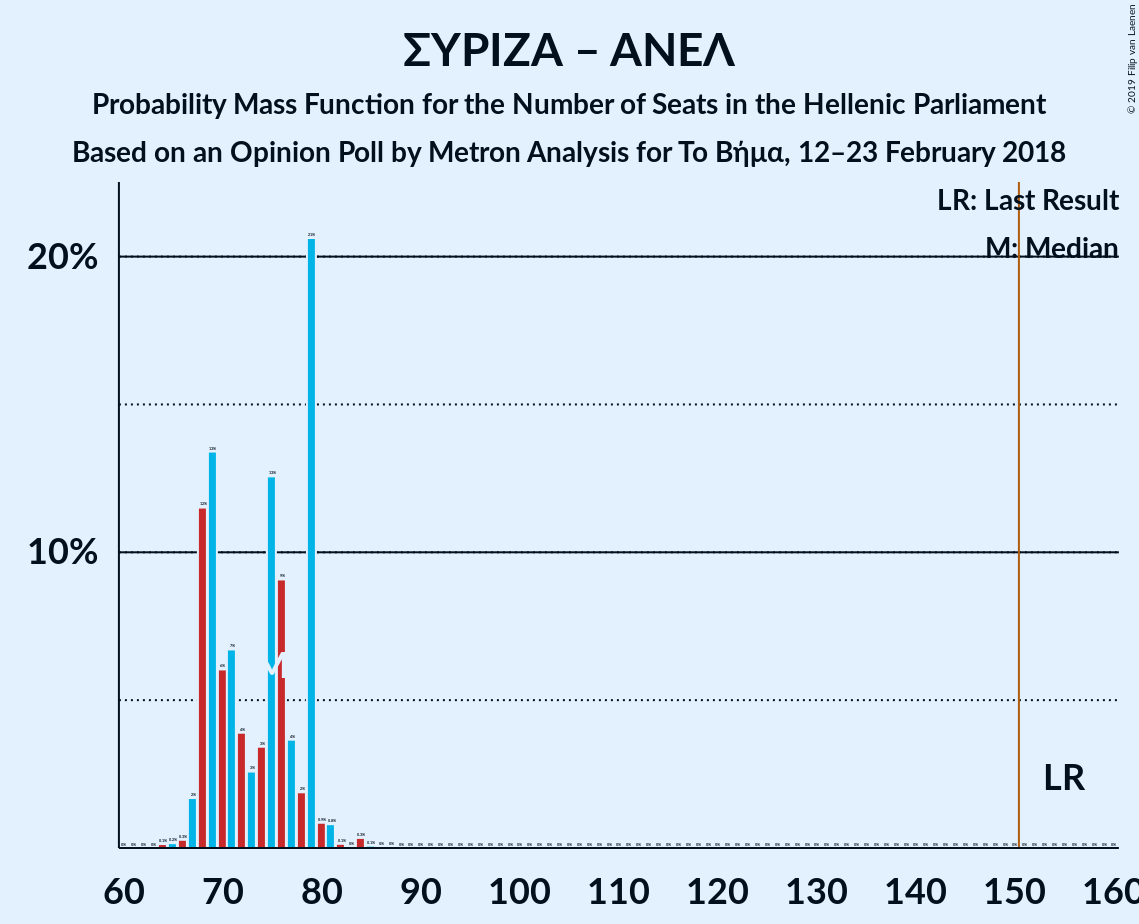 © 2019 Filip van Laenen
ΣΥΡΙΖΑ – ΑΝΕΛ
Probability Mass Function for the Number of Seats in the Hellenic Parliament
Based on an Opinion Poll by Metron Analysis for Το Βήμα, 12–23 February 2018
LR: Last Result
M: Median
20%
10%
M
LR
60 70 80 90 100 110 120 130 140 150 160